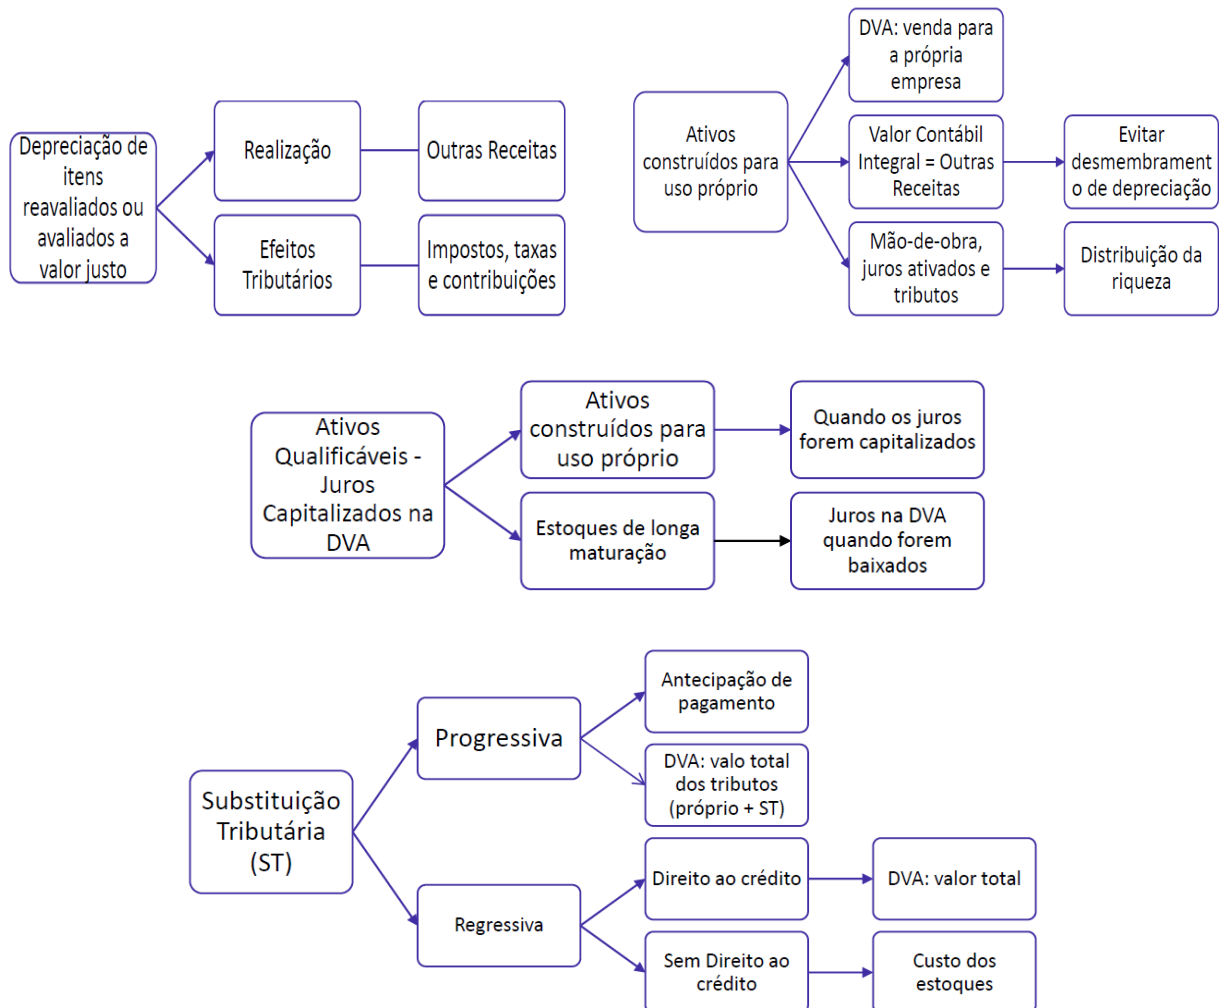 Depreciação de
itens
reavaliados ou
avaliados a
valor justo
Realização
Outras Receitas
Efeitos
Tributários
Impostos, taxas
e contribuições
Ativos
construídos para
uso próprio
DVA: venda para
a própria
empresa
Valor Contábil
Integral = Outras
Receitas
Evitar
desmembrament
o de depreciação
Mão-de-obra,
juros ativados e
tributos
Distribuição da
riqueza
Ativos
Qualificáveis -
Juros
Capitalizados na
DVA
Ativos
construídos para
uso próprio
Quando os juros
forem capitalizados
Estoques de longa
maturação
Juros na DVA
quando forem
baixados
Substituição
Tributária
(ST)
Progressiva
Antecipação de
pagamento
DVA: valo total
dos tributos
(próprio + ST)
Regressiva
Direito ao crédito
DVA: valor total
Sem Direito ao
crédito
Custo dos
estoques